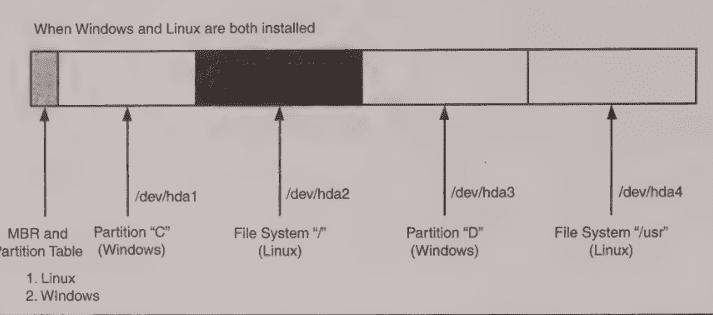 When Windows and Linux are both installed
/dev/hda1
/dev/hda2
/dev/hda3
/dev/hda4
MBR and
Partition Table
Partition “C”
(Windows)
File System “/”
(Linux)
Partition “D”
(Windows)
File System “/usr”
(Linux)
1. Linux
2. Windows